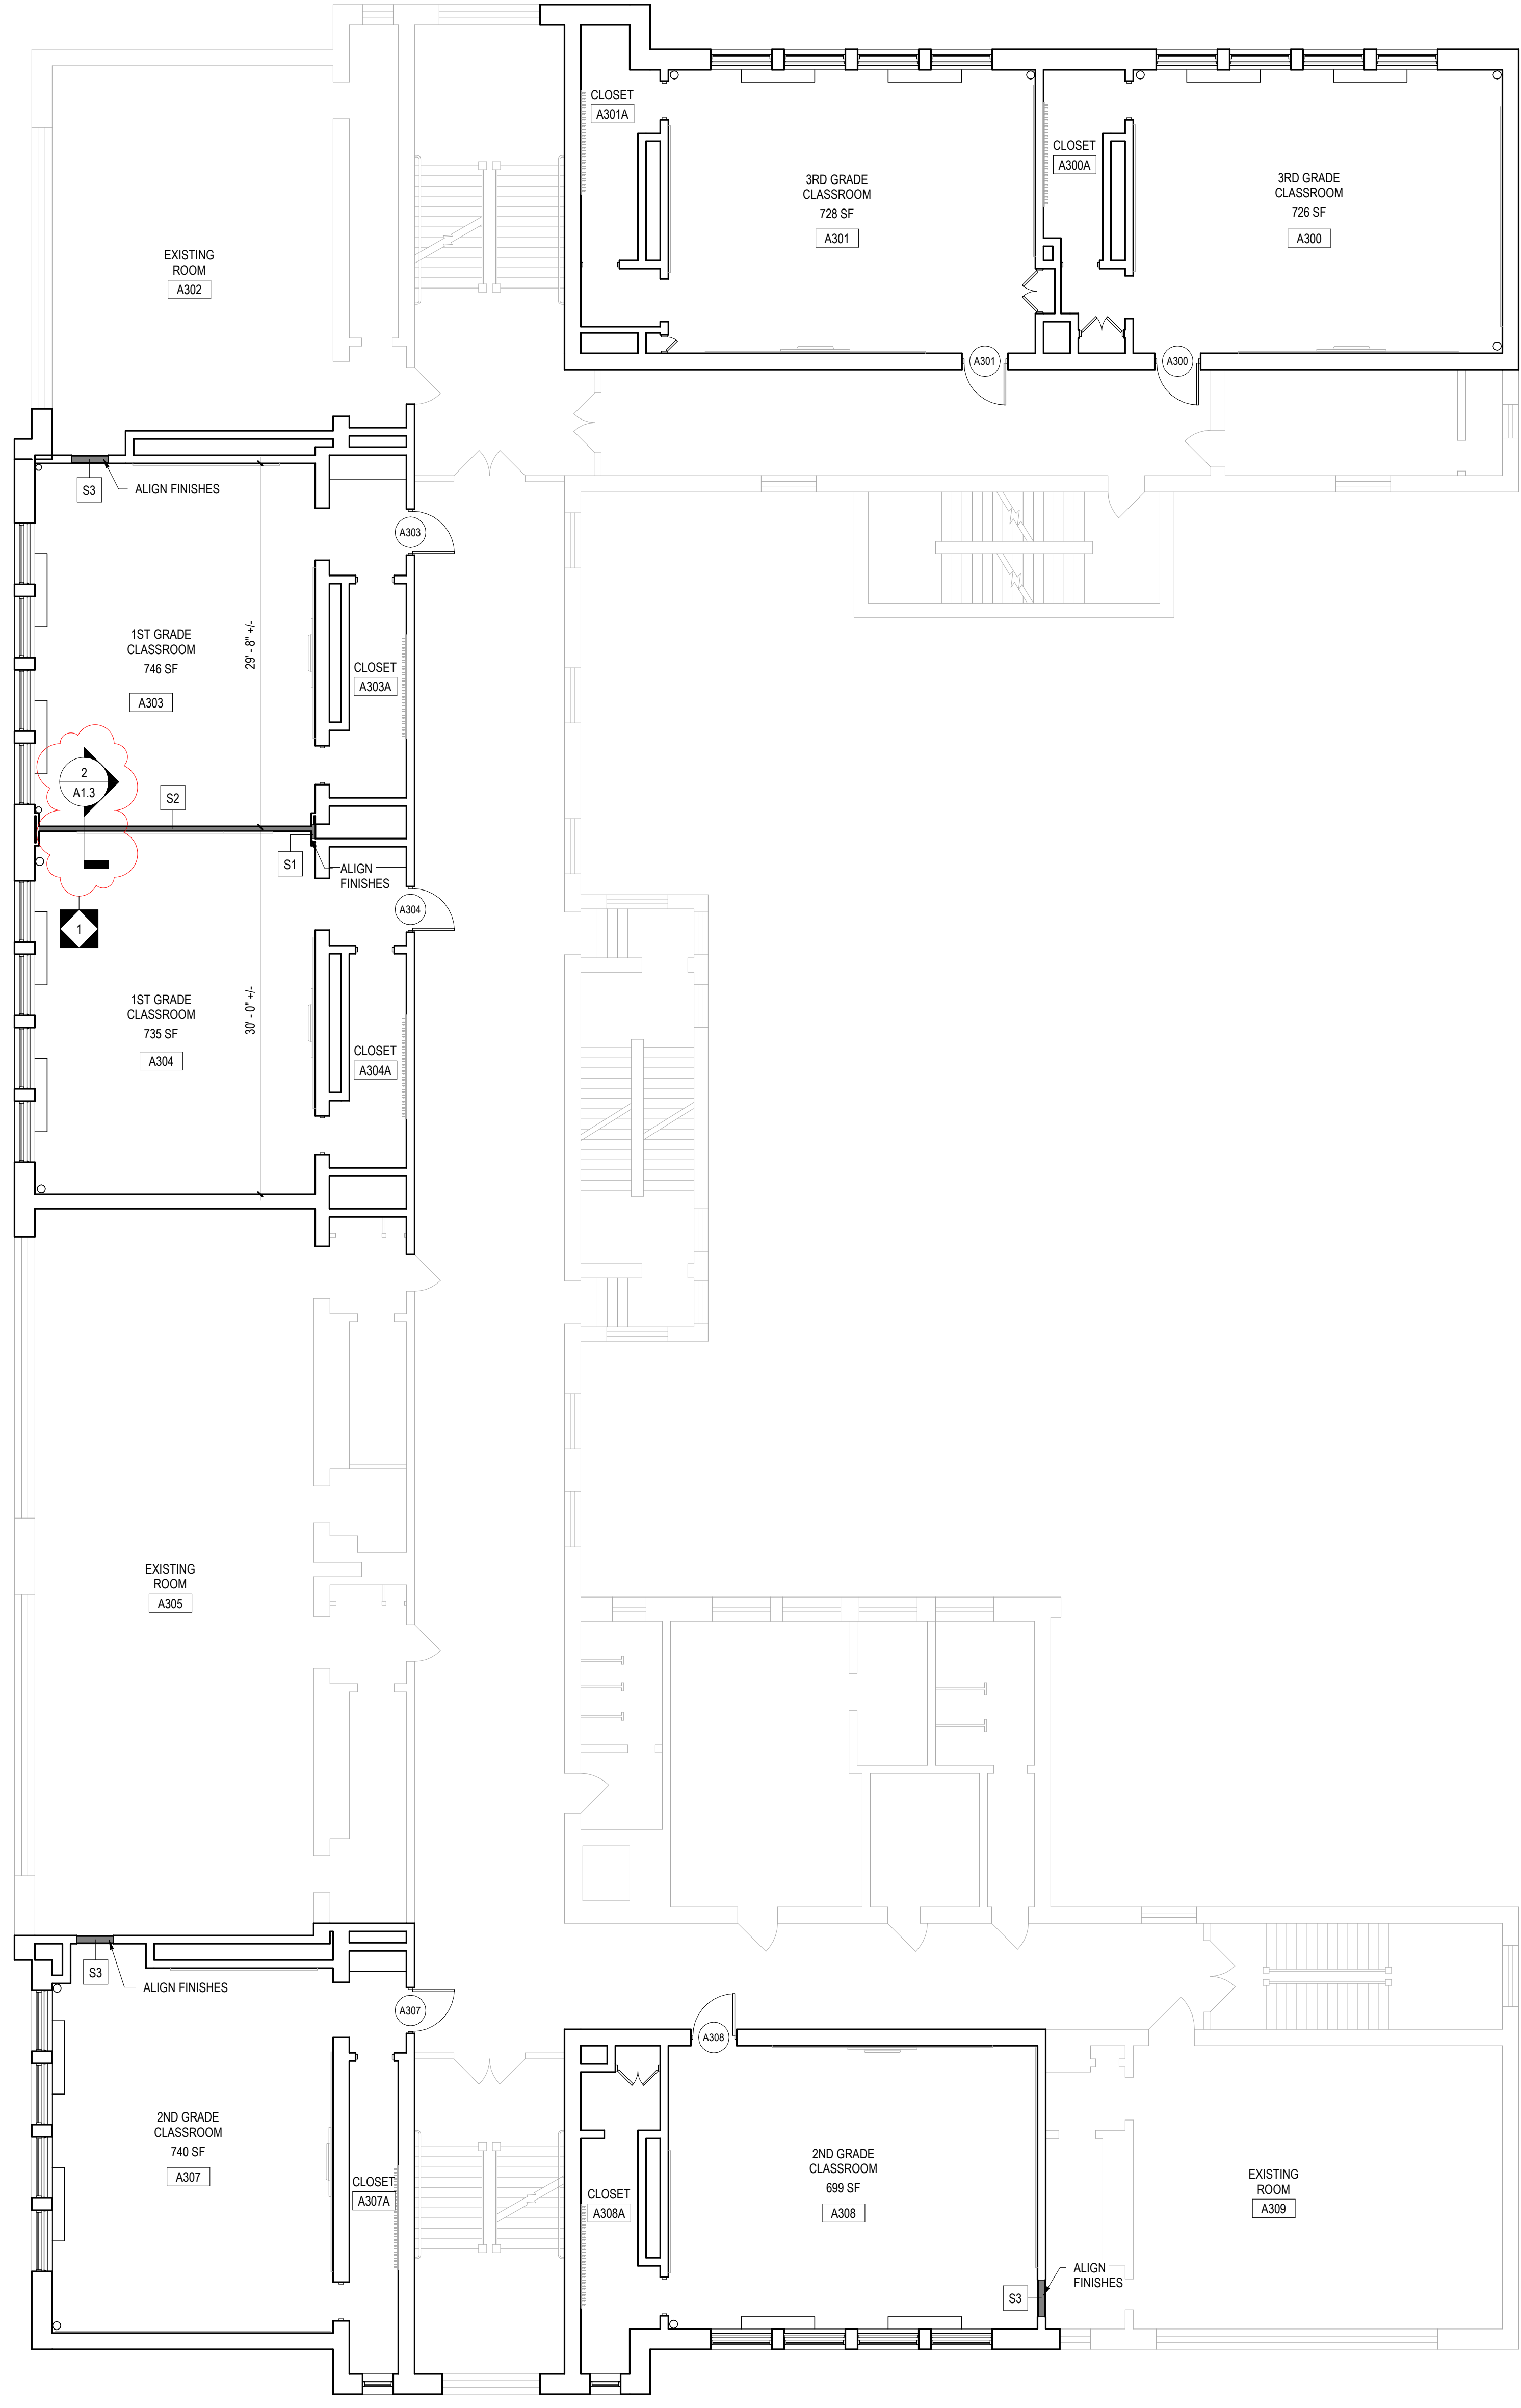 CLOSET
A301A
3RD GRADE
CLASSROOM
728 SF
A301
CLOSET
A300A
3RD GRADE
CLASSROOM
726 SF
A300
EXISTING
ROOM
A302
A301
A300
S3
ALIGN FINISHES
A303
1ST GRADE
CLASSROOM
746 SF
A303
29' - 8" +/-
CLOSET
A303A
2
A1.3
S2
S1
ALIGN
FINISHES
A304
1
1ST GRADE
CLASSROOM
735 SF
A304
30' - 0" +/-
CLOSET
A304A
EXISTING
ROOM
A305
S3
ALIGN FINISHES
A307
A308
2ND GRADE
CLASSROOM
740 SF
A307
CLOSET
A307A
CLOSET
A308A
2ND GRADE
CLASSROOM
699 SF
A308
EXISTING
ROOM
A309
ALIGN
FINISHES
S3